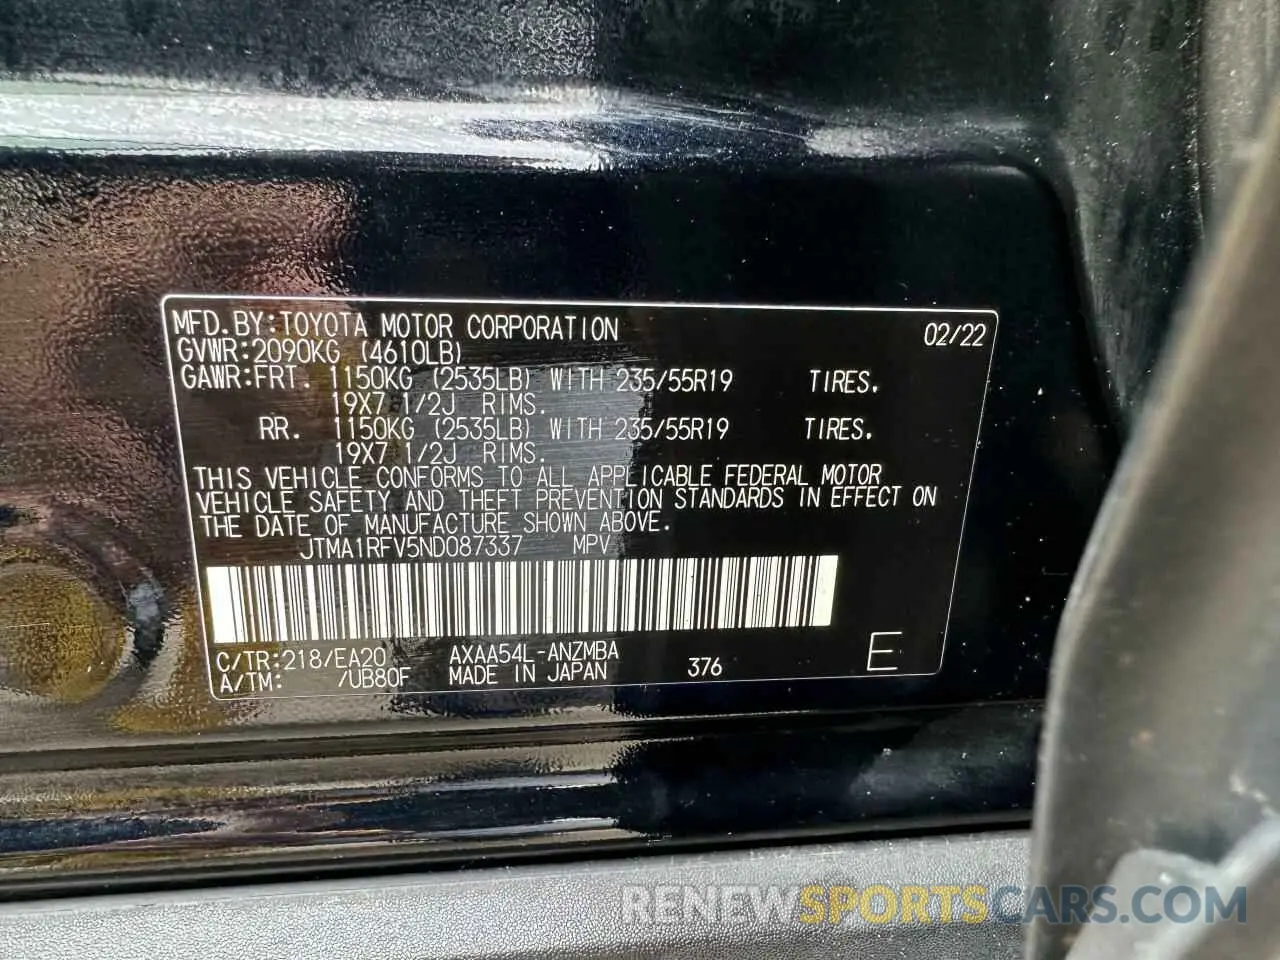 MFD.BY:TOYOTA MOTOR CORPORATION 02/22
GVWR:2090KG (4610LB)
GAWR:FRT. 1150KG (2535LB) WITH 235/55R19 TIRES.
19X7 1/2J RIMS.
RR. 1150KG (2535LB) WITH 235/55R19 TIRES.
19X7 1/2J RIMS.
THIS VEHICLE CONFORMS TO ALL APPLICABLE FEDERAL MOTOR
VEHICLE SAFETY AND THEFT PREVENTION STANDARDS IN EFFECT ON
THE DATE OF MANUFACTURE SHOWN ABOVE.
JTMA1RFV5ND087337 MPV
C/TR:218/EA20 AXAA54L-ANZMBA
A/TM: /UB80F MADE IN JAPAN 376 E
RENEWSPORTSCARS.COM